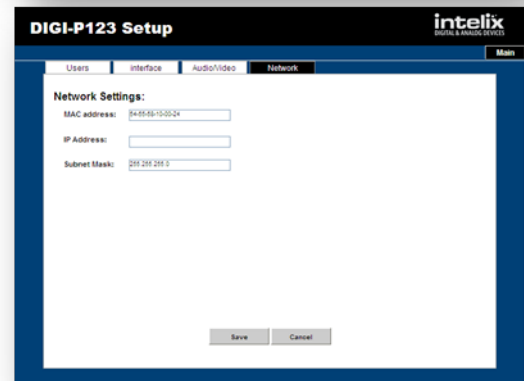 DIGI-P123 Setup
intelix
DIGITAL & ANALOG DEVICES
Main
Users
Interface
Audio/Video
Network
Network Settings:
MAC address:
IP Address:
Subnet Mask:
255.255.255.0
Save
Cancel